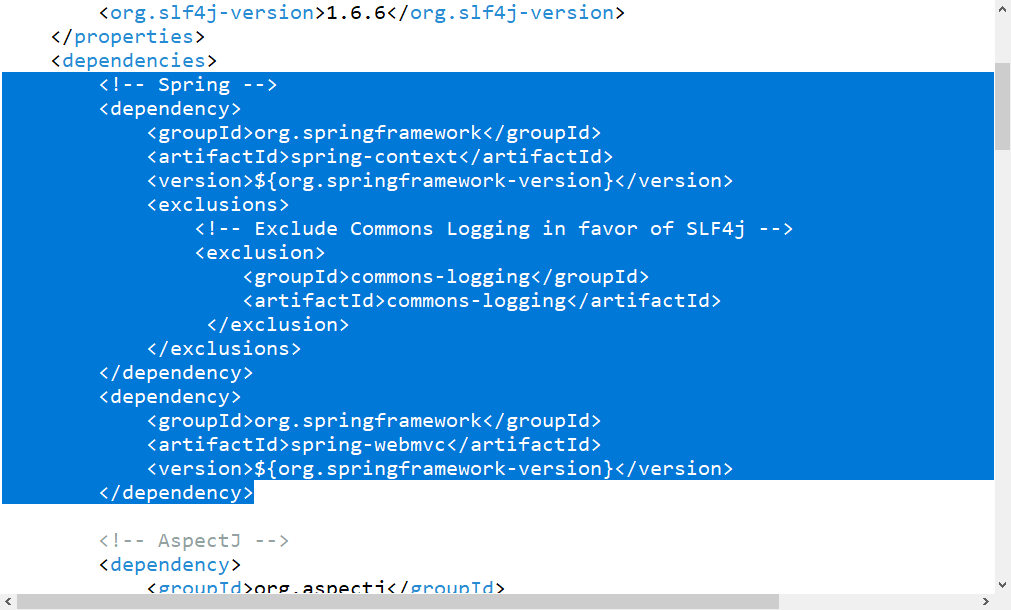 <org.slf4j-version>1.6.6</org.slf4j-version>
</properties>
<dependencies>
<!-- Spring -->
<dependency>
<groupId>org.springframework</groupId>
<artifactId>spring-context</artifactId>
<version>${org.springframework-version}</version>
<exclusions>
<!-- Exclude Commons Logging in favor of SLF4j -->
<exclusion>
<groupId>commons-logging</groupId>
<artifactId>commons-logging</artifactId>
</exclusion>
</exclusions>
</dependency>
<dependency>
<groupId>org.springframework</groupId>
<artifactId>spring-webmvc</artifactId>
<version>${org.springframework-version}</version>
</dependency>
<!-- AspectJ -->
<dependency>
<groupId>org.aspectj</groupId>